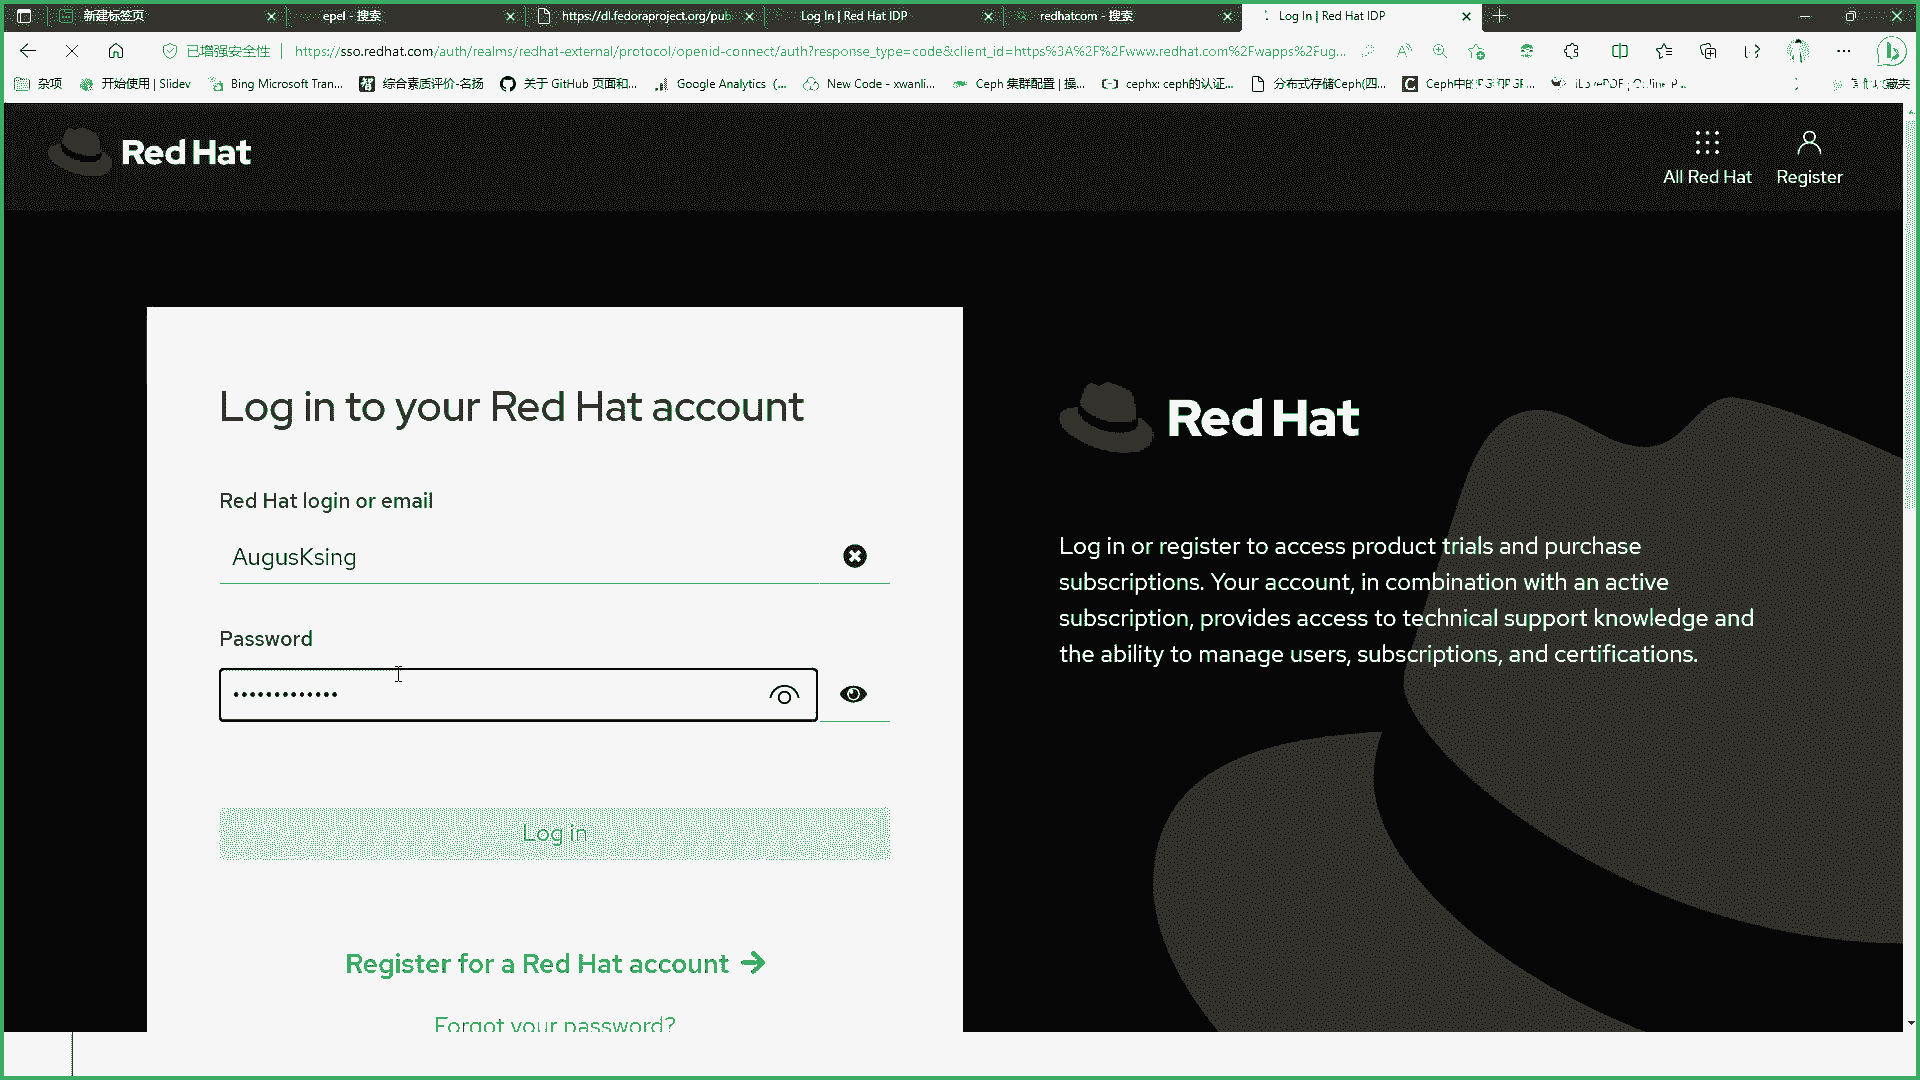 新建标签页
epel - 搜索
https://dl.fedoraproject.org/pub
Log In | Red Hat IDP
redhatcom - 搜索
Log In | Red Hat IDP
已增强安全性
https://sso.redhat.com/auth/realms/redhat-external/protocol/openid-connect/auth?response_type=code&client_id=https%3A%2F%2Fwww.redhat.com%2Fwapps%2Fug...
杂项
开始使用 | Slidev
Bing Microsoft Tran...
综合素质评价-名扬
关于 GitHub 页面和...
Google Analytics (...
New Code - xwanli...
Ceph 集群配置 | 操...
cephx: ceph的认证...
分布式存储Ceph(四...
Red Hat
All Red Hat
Register
Log in to your Red Hat account
Red Hat login or email
AugusKsing
Password
•••••••••••••
Log in
Register for a Red Hat account
Forgot your password?
Red Hat
Log in or register to access product trials and purchase
subscriptions. Your account, in combination with an active
subscription, provides access to technical support knowledge and
the ability to manage users, subscriptions, and certifications.